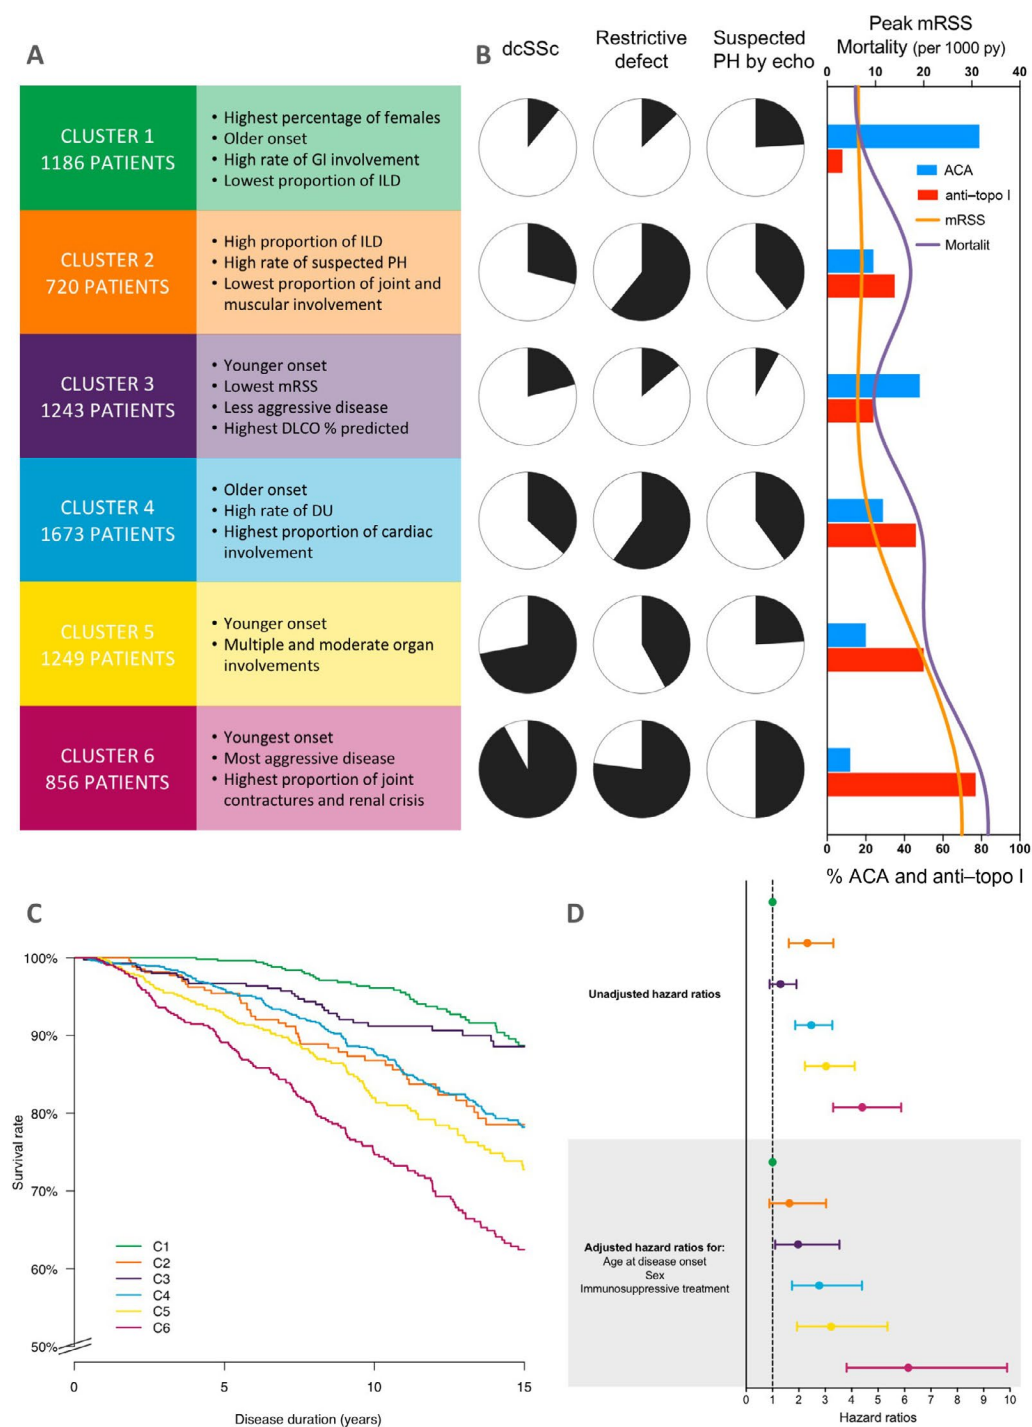 A
CLUSTER 1
1186 PATIENTS
• Highest percentage of females
• Older onset
• High rate of GI involvement
• Lowest proportion of ILD
CLUSTER 2
720 PATIENTS
• High proportion of ILD
• High rate of suspected PH
• Lowest proportion of joint and
muscular involvement
CLUSTER 3
1243 PATIENTS
• Younger onset
• Lowest mRSS
• Less aggressive disease
• Highest DLCO % predicted
CLUSTER 4
1673 PATIENTS
• Older onset
• High rate of DU
• Highest proportion of cardiac
involvement
CLUSTER 5
1249 PATIENTS
• Younger onset
• Multiple and moderate organ
involvements
CLUSTER 6
856 PATIENTS
• Youngest onset
• Most aggressive disease
• Highest proportion of joint
contractures and renal crisis
B
dcSSc
Restrictive
defect
Suspected
PH by echo
Peak mRSS
Mortality (per 1000 py)
0 10 20 30 40
ACA
anti–topo I
mRSS
Mortalit
0 20 40 60 80 100
% ACA and anti–topo I
C
Survival rate
100%
90%
80%
70%
60%
50%
C1
C2
C3
C4
C5
C6
0 5 10 15
Disease duration (years)
D
Unadjusted hazard ratios
Adjusted hazard ratios for:
Age at disease onset
Sex
Immunosuppressive treatment
0 1 2 3 4 5 6 7 8 9 10
Hazard ratios